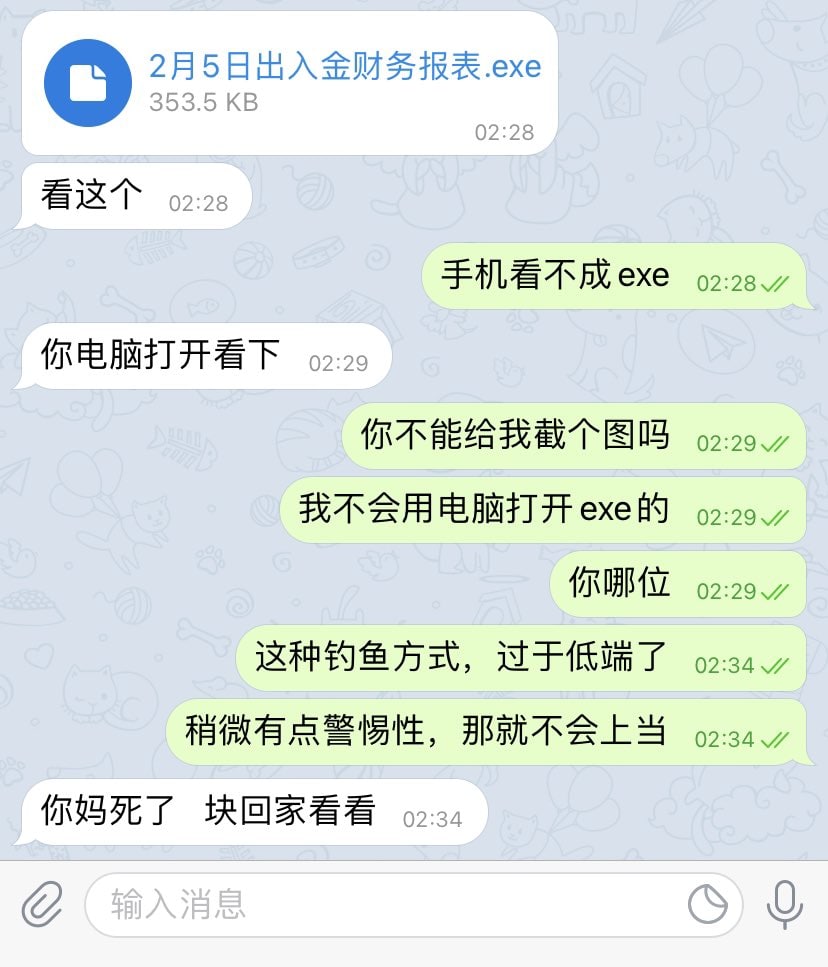 2月5日出入金财务报表.exe
353.5 KB
02:28
看这个 02:28
手机看不成exe 02:28
你电脑打开看下 02:29
你不能给我截个图吗 02:29
我不会用电脑打开exe的 02:29
你哪位 02:29
这种钓鱼方式，过于低端了 02:34
稍微有点警惕性，那就不会上当 02:34
你妈死了 块回家看看 02:34
输入消息